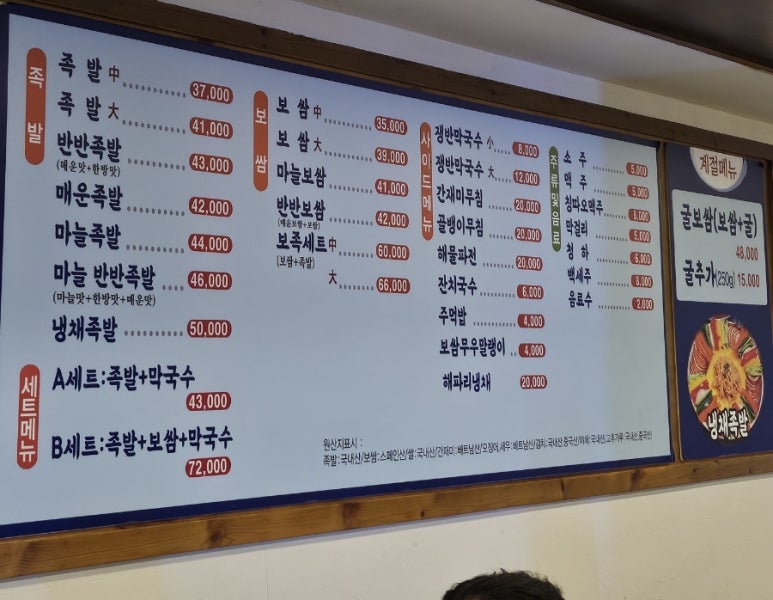 족발
족 발 中 37,000
족 발 大 41,000
반반족발 43,000
(매운맛+한방맛)
매운족발 42,000
마늘족발 44,000
마늘 반반족발 46,000
(마늘맛+한방맛+매운맛)
냉채족발 50,000
세트메뉴
A세트:족발+막국수
43,000
B세트:족발+보쌈+막국수
72,000
보쌈
보 쌈 中 35,000
보 쌈 大 39,000
마늘보쌈 41,000
반반보쌈 42,000
(매운보쌈+보쌈)
보족세트 中 60,000
(보쌈+족발)
大 66,000
사이드메뉴
쟁반막국수 小 8,000
쟁반막국수 大 12,000
간재미무침 20,000
골뱅이무침 20,000
해물파전 20,000
잔치국수 6,000
주먹밥 4,000
보쌈무우말랭이 4,000
해파리냉채 20,000
주류 및 음료
소 주 5,000
맥 주 5,000
칭따오맥주
막걸리
청 하
백세주
음료수 2,000
원산지표시 :
족발:국내산/보쌈:스페인산/쌀:국내산/간재미:베트남산/오징어,새우:베트남산/김치:국내산,중국산/야채:국내산/고추가루:국내산,중국산)
계절메뉴
굴보쌈(보쌈+굴)
48,000
굴추가(250g) 15,000
냉채족발